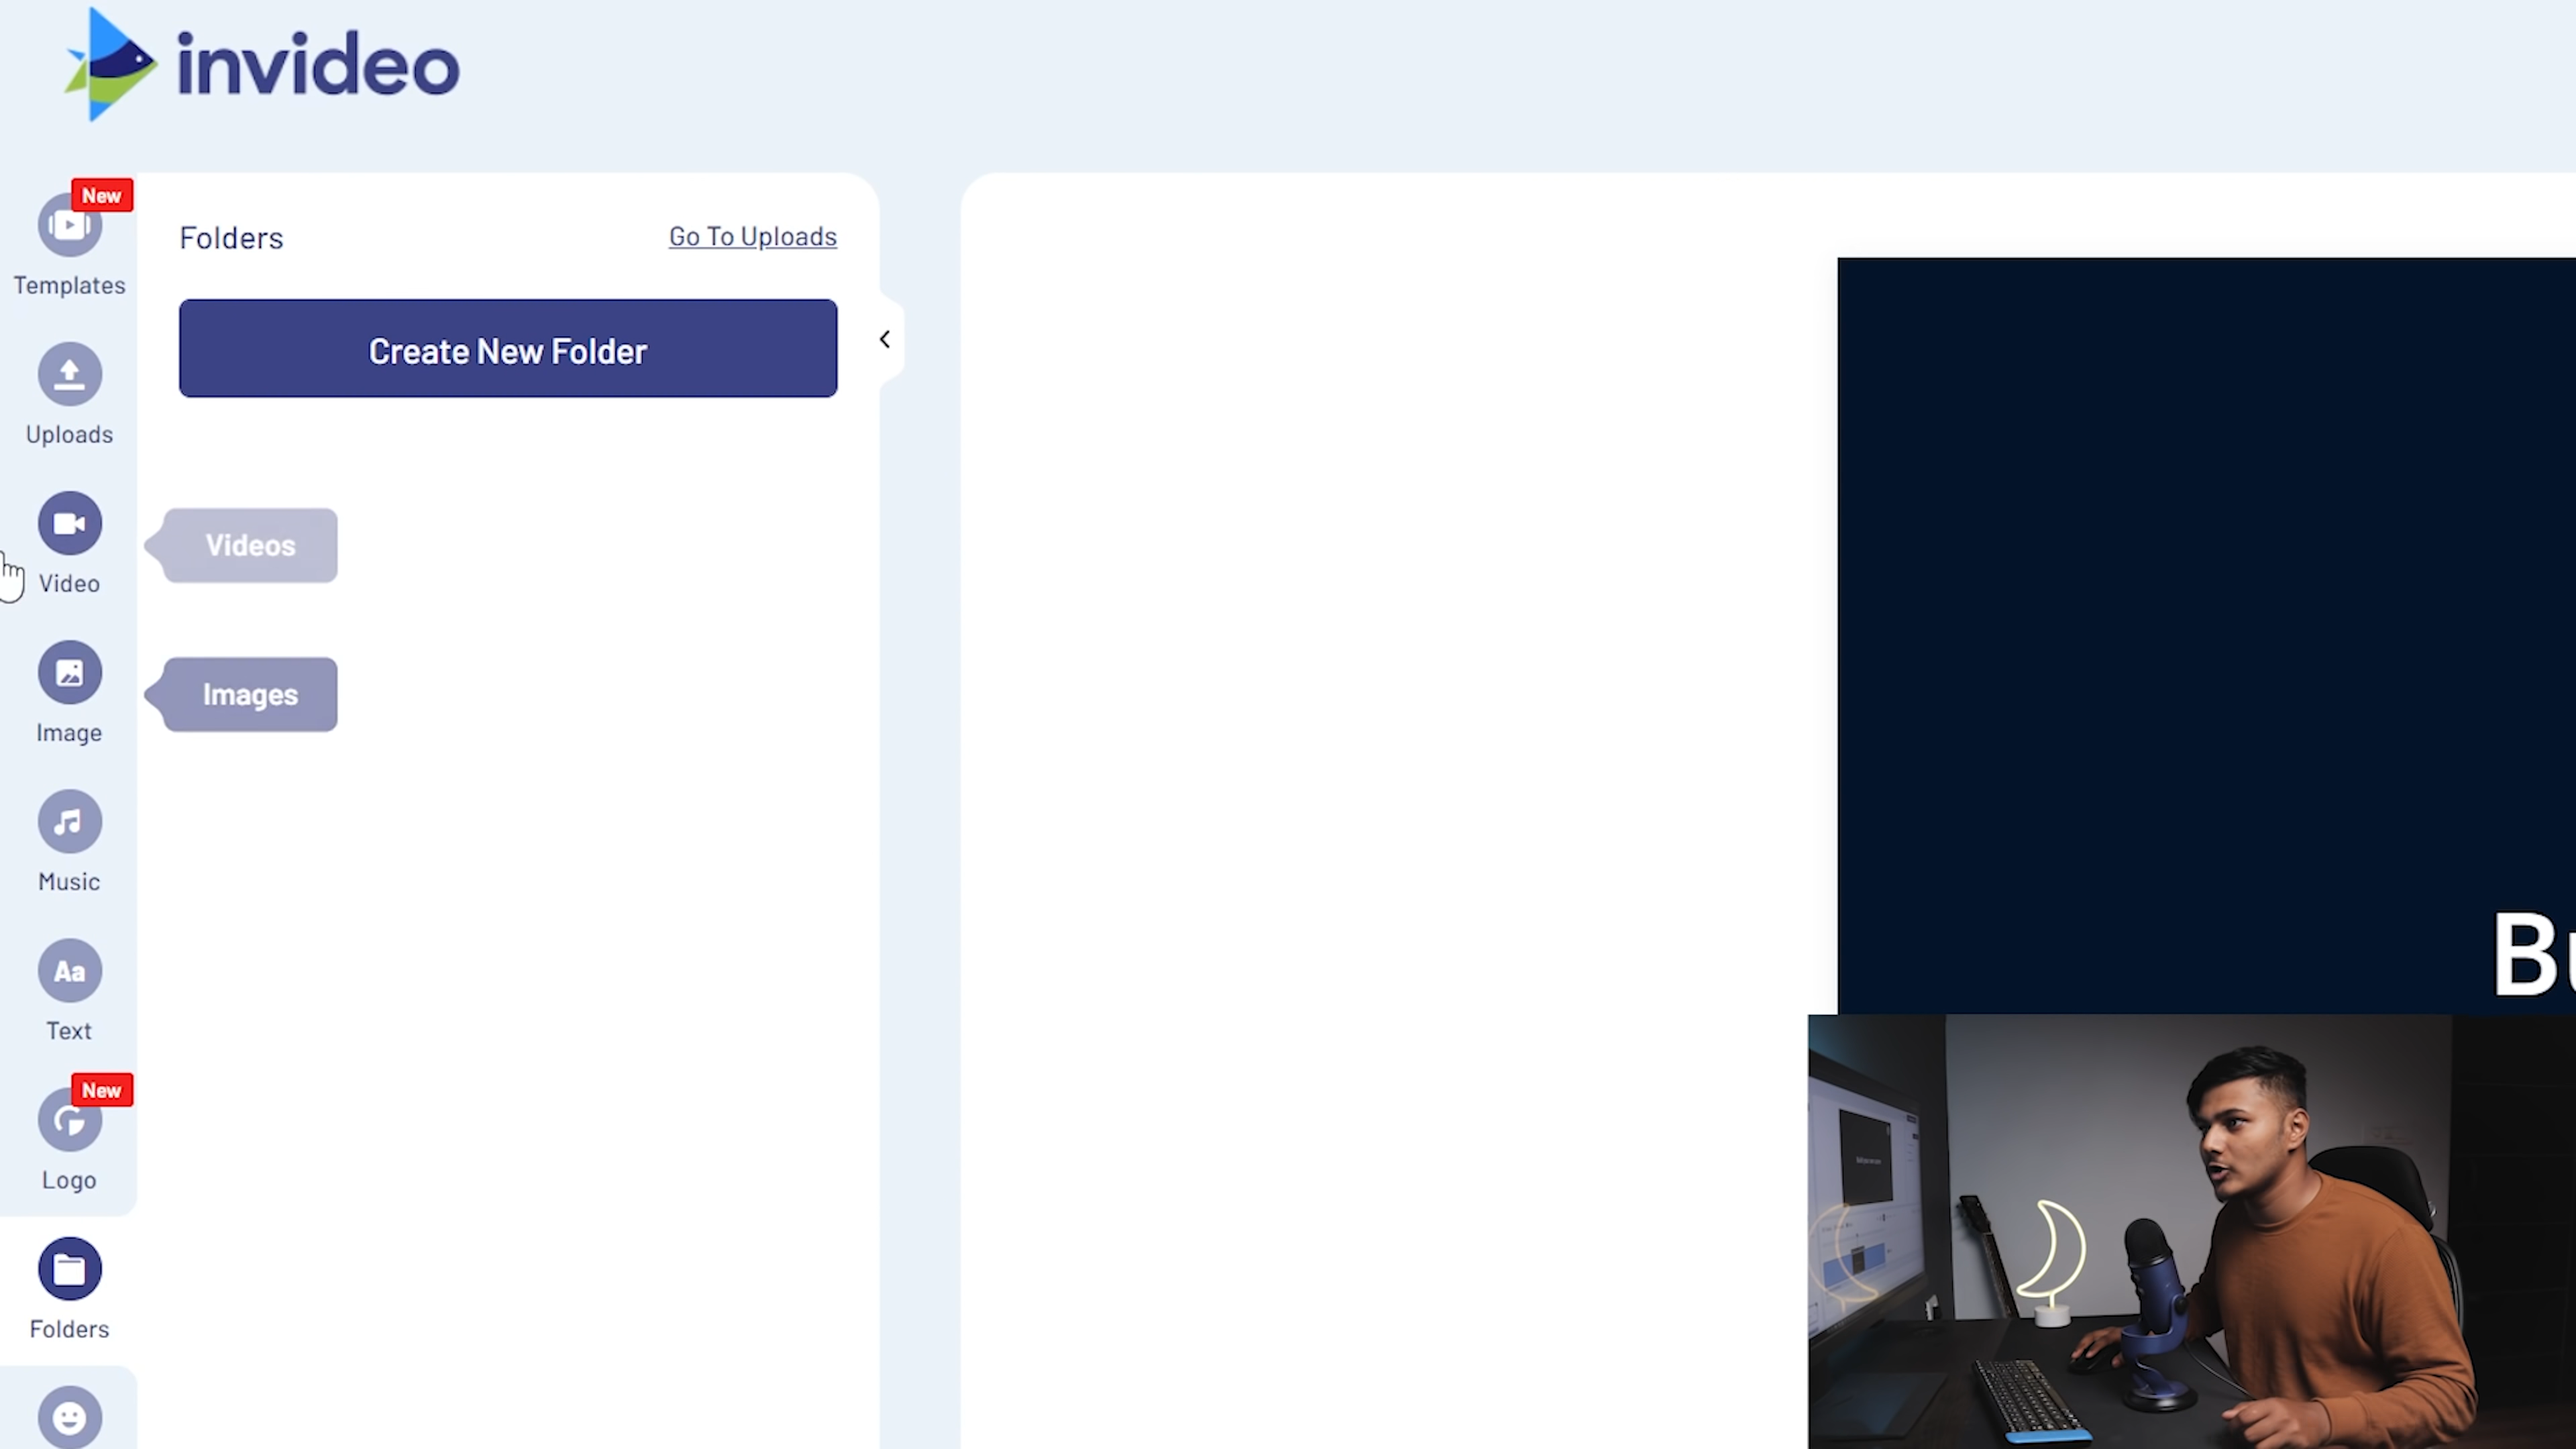 invideo
New
Templates
Uploads
Video
Image
Music
Aa
Text
New
Logo
Folders
Folders
Go To Uploads
Create New Folder
Videos
Images